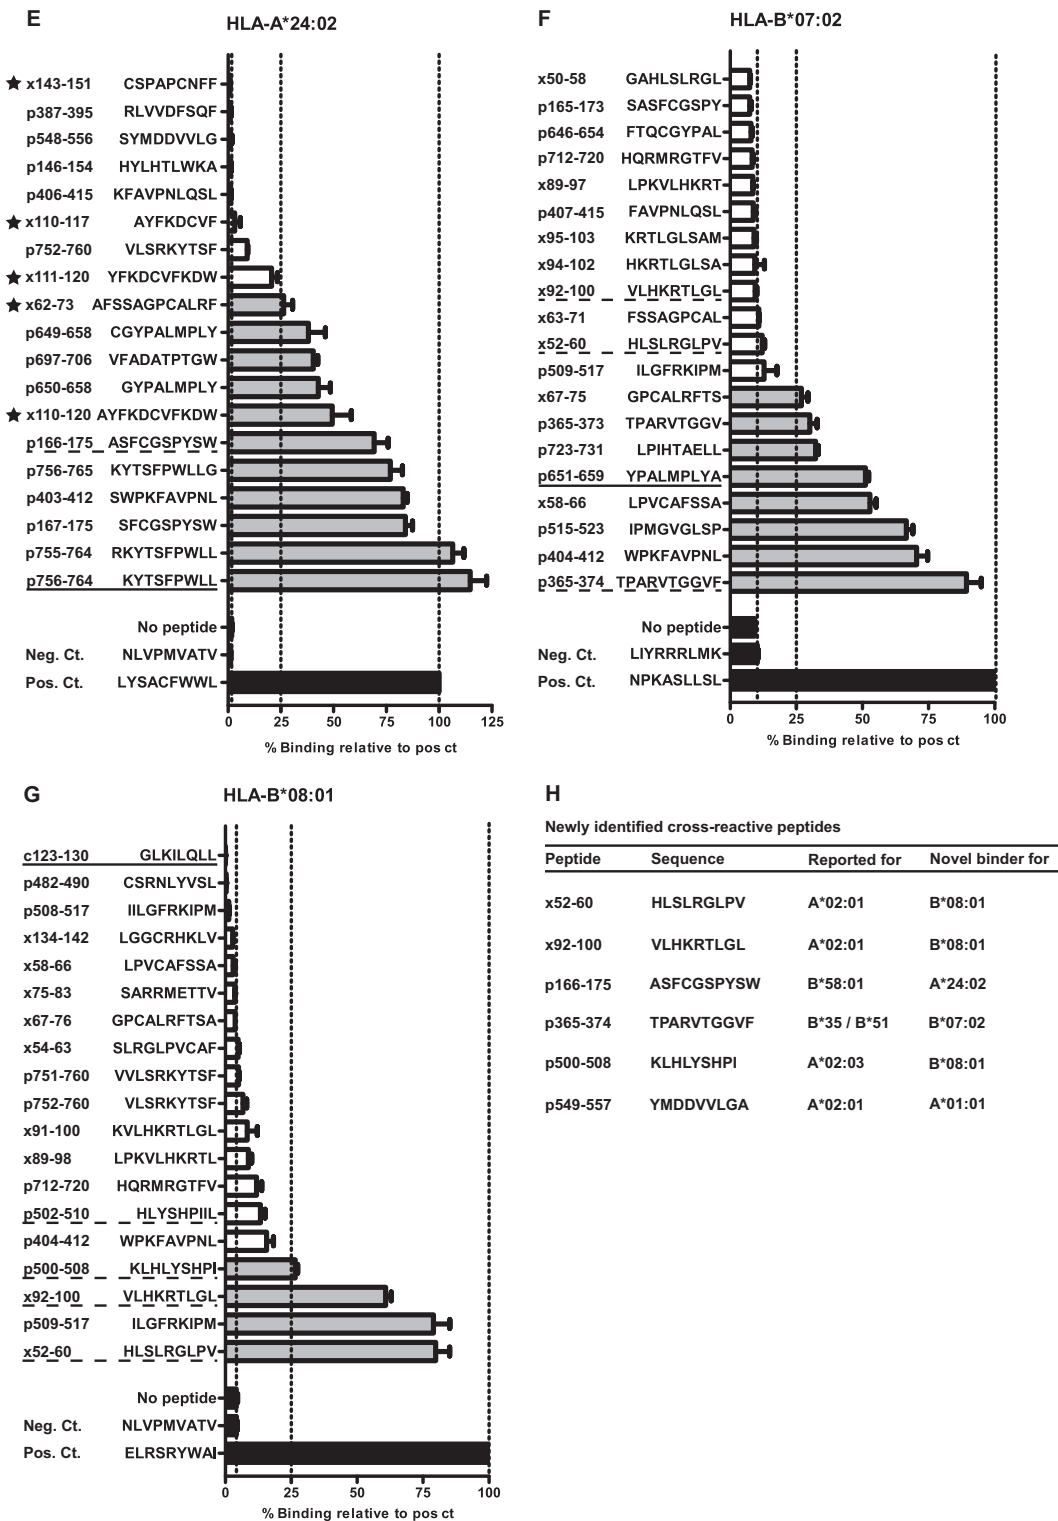 E
HLA-A*24:02
★ x143-151 CSPAPCNFF
p387-395 RLVVDFSQF
p548-556 SYMDDVVLG
p146-154 HYLHTLWKA
p406-415 KFAVPNLQSL
★ x110-117 AYFKDCVF
p752-760 VLSRKYTSF
★ x111-120 YFKDCVFKDW
★ x62-73 AFSSAGPCALRF
p649-658 CGYPALMPLY
p697-706 VFADATPTGW
p650-658 GYPALMPLY
★ x110-120 AYFKDCVFKDW
p166-175 ASFCGSPYSW
p756-765 KYTSFPWLLG
p403-412 SWPKFAVPNL
p167-175 SFCGSPYSW
p755-764 RKYTSFPWLL
p756-764 KYTSFPWLL
No peptide
Neg. Ct. NLVPMVATV
Pos. Ct. LYSACFWWL
0 25 50 75 100 125
% Binding relative to pos ct
F
HLA-B*07:02
x50-58 GAHLSLRGL
p165-173 SASFCGSPY
p646-654 FTQCGYPAL
p712-720 HQRMRGTFV
x89-97 LPKVLHKRT
p407-415 FAVPNLQSL
x95-103 KRTLGLSAM
x94-102 HKRTLGLSA
x92-100 VLHKRTLGL
x63-71 FSSAGPCAL
x52-60 HLSLRGLPV
p509-517 ILGFRKIPM
x67-75 GPCALRFTS
p365-373 TPARVTGGV
p723-731 LPIHTAELL
p651-659 YPALMPLYA
x58-66 LPVCAFSSA
p515-523 IPMGVGLSP
p404-412 WPKFAVPNL
p365-374 TPARVTGGVF
No peptide
Neg. Ct. LIYRRRLMK
Pos. Ct. NPKASLLSL
0 25 50 75 100
% Binding relative to pos ct
G
HLA-B*08:01
c123-130 GLKILQLL
p482-490 CSRNLYVSL
p508-517 IILGFRKIPM
x134-142 LGGCRHKLV
x58-66 LPVCAFSSA
x75-83 SARRMETTV
x67-76 GPCALRFTSA
x54-63 SLRGLPVCAF
p751-760 VVLSRKYTSF
p752-760 VLSRKYTSF
x91-100 KVLHKRTLGL
x89-98 LPKVLHKRTL
p712-720 HQRMRGTFV
p502-510 HLYSHPIIL
p404-412 WPKFAVPNL
p500-508 KLHLYSHPI
x92-100 VLHKRTLGL
p509-517 ILGFRKIPM
x52-60 HLSLRGLPV
No peptide
Neg. Ct. NLVPMVATV
Pos. Ct. ELRSRYWAI
0 25 50 75 100
% Binding relative to pos ct
H
Newly identified cross-reactive peptides
Peptide Sequence Reported for Novel binder for
x52-60 HLSLRGLPV A*02:01 B*08:01
x92-100 VLHKRTLGL A*02:01 B*08:01
p166-175 ASFCGSPYSW B*58:01 A*24:02
p365-374 TPARVTGGVF B*35 / B*51 B*07:02
p500-508 KLHLYSHPI A*02:03 B*08:01
p549-557 YMDDVVLGA A*02:01 A*01:01